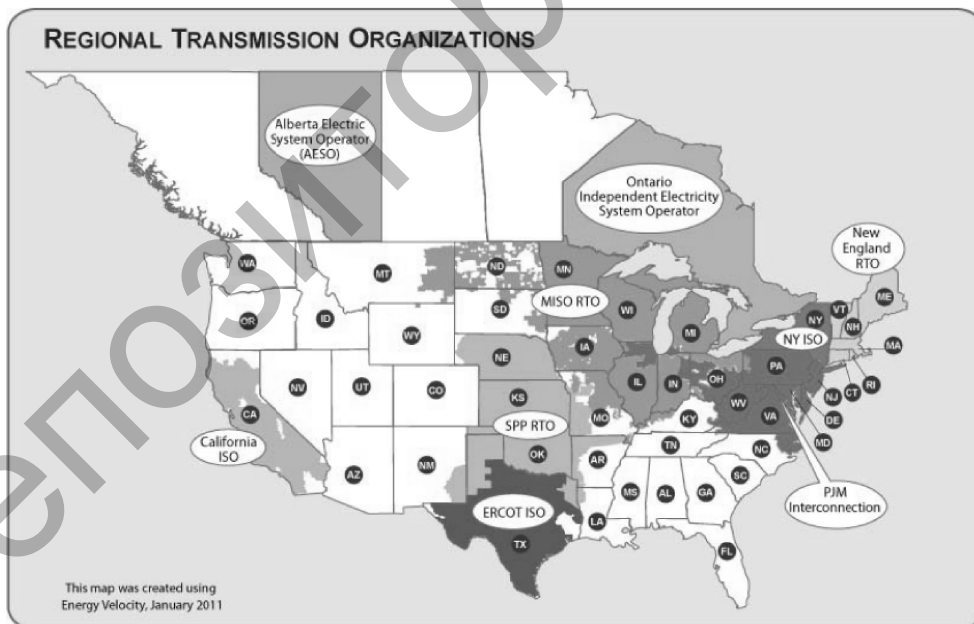 REGIONAL TRANSMISSION ORGANIZATIONS
Alberta Electric
System Operator
(AESO)
Ontario
Independent Electricity
System Operator
New
England
RTO
WA
MT
ND
MN
VT
ME
OR
ID
SD
MISO RTO
WI
MI
NY
NH
WY
NY ISO
MA
IA
NE
PA
NV
UT
CO
IL
IN
OH
RI
CT
NJ
KS
WV
DE
CA
MO
KY
VA
MD
SPP RTO
California
ISO
TN
NC
OK
AZ
NM
AR
SC
PJM
Interconnection
MS
AL
GA
ERCOT ISO
LA
TX
FL
This map was created using
Energy Velocity, January 2011
епозитор